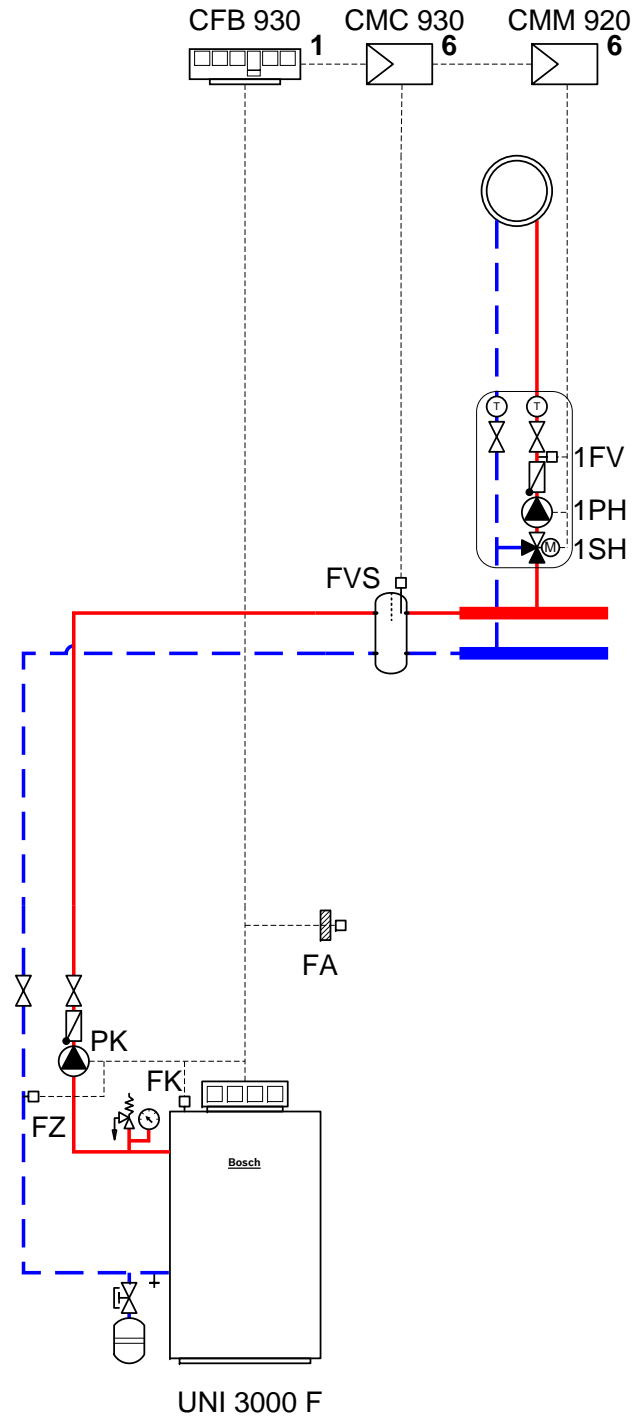 CFB 930 CMC 930 CMM 920
1 6 6
T T
1FV
1PH
M 1SH
FVS
FA
PK
FK
FZ
Bosch
UNI 3000 F